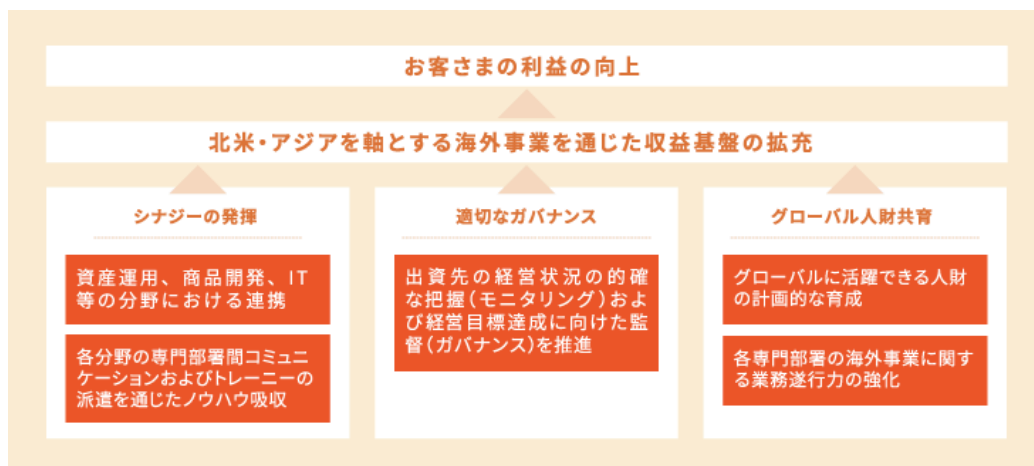 お客さまの利益の向上
北米・アジアを軸とする海外事業を通じた収益基盤の拡充
シナジーの発揮
資産運用、商品開発、IT
等の分野における連携
各分野の専門部署間コミュニ
ケーションおよびトレーニーの
派遣を通じたノウハウ吸収
適切なガバナンス
出資先の経営状況の的確
な把握(モニタリング)およ
び経営目標達成に向けた監
督(ガバナンス)を推進
グローバル人財共育
グローバルに活躍できる人財
の計画的な育成
各専門部署の海外事業に関す
る業務遂行力の強化